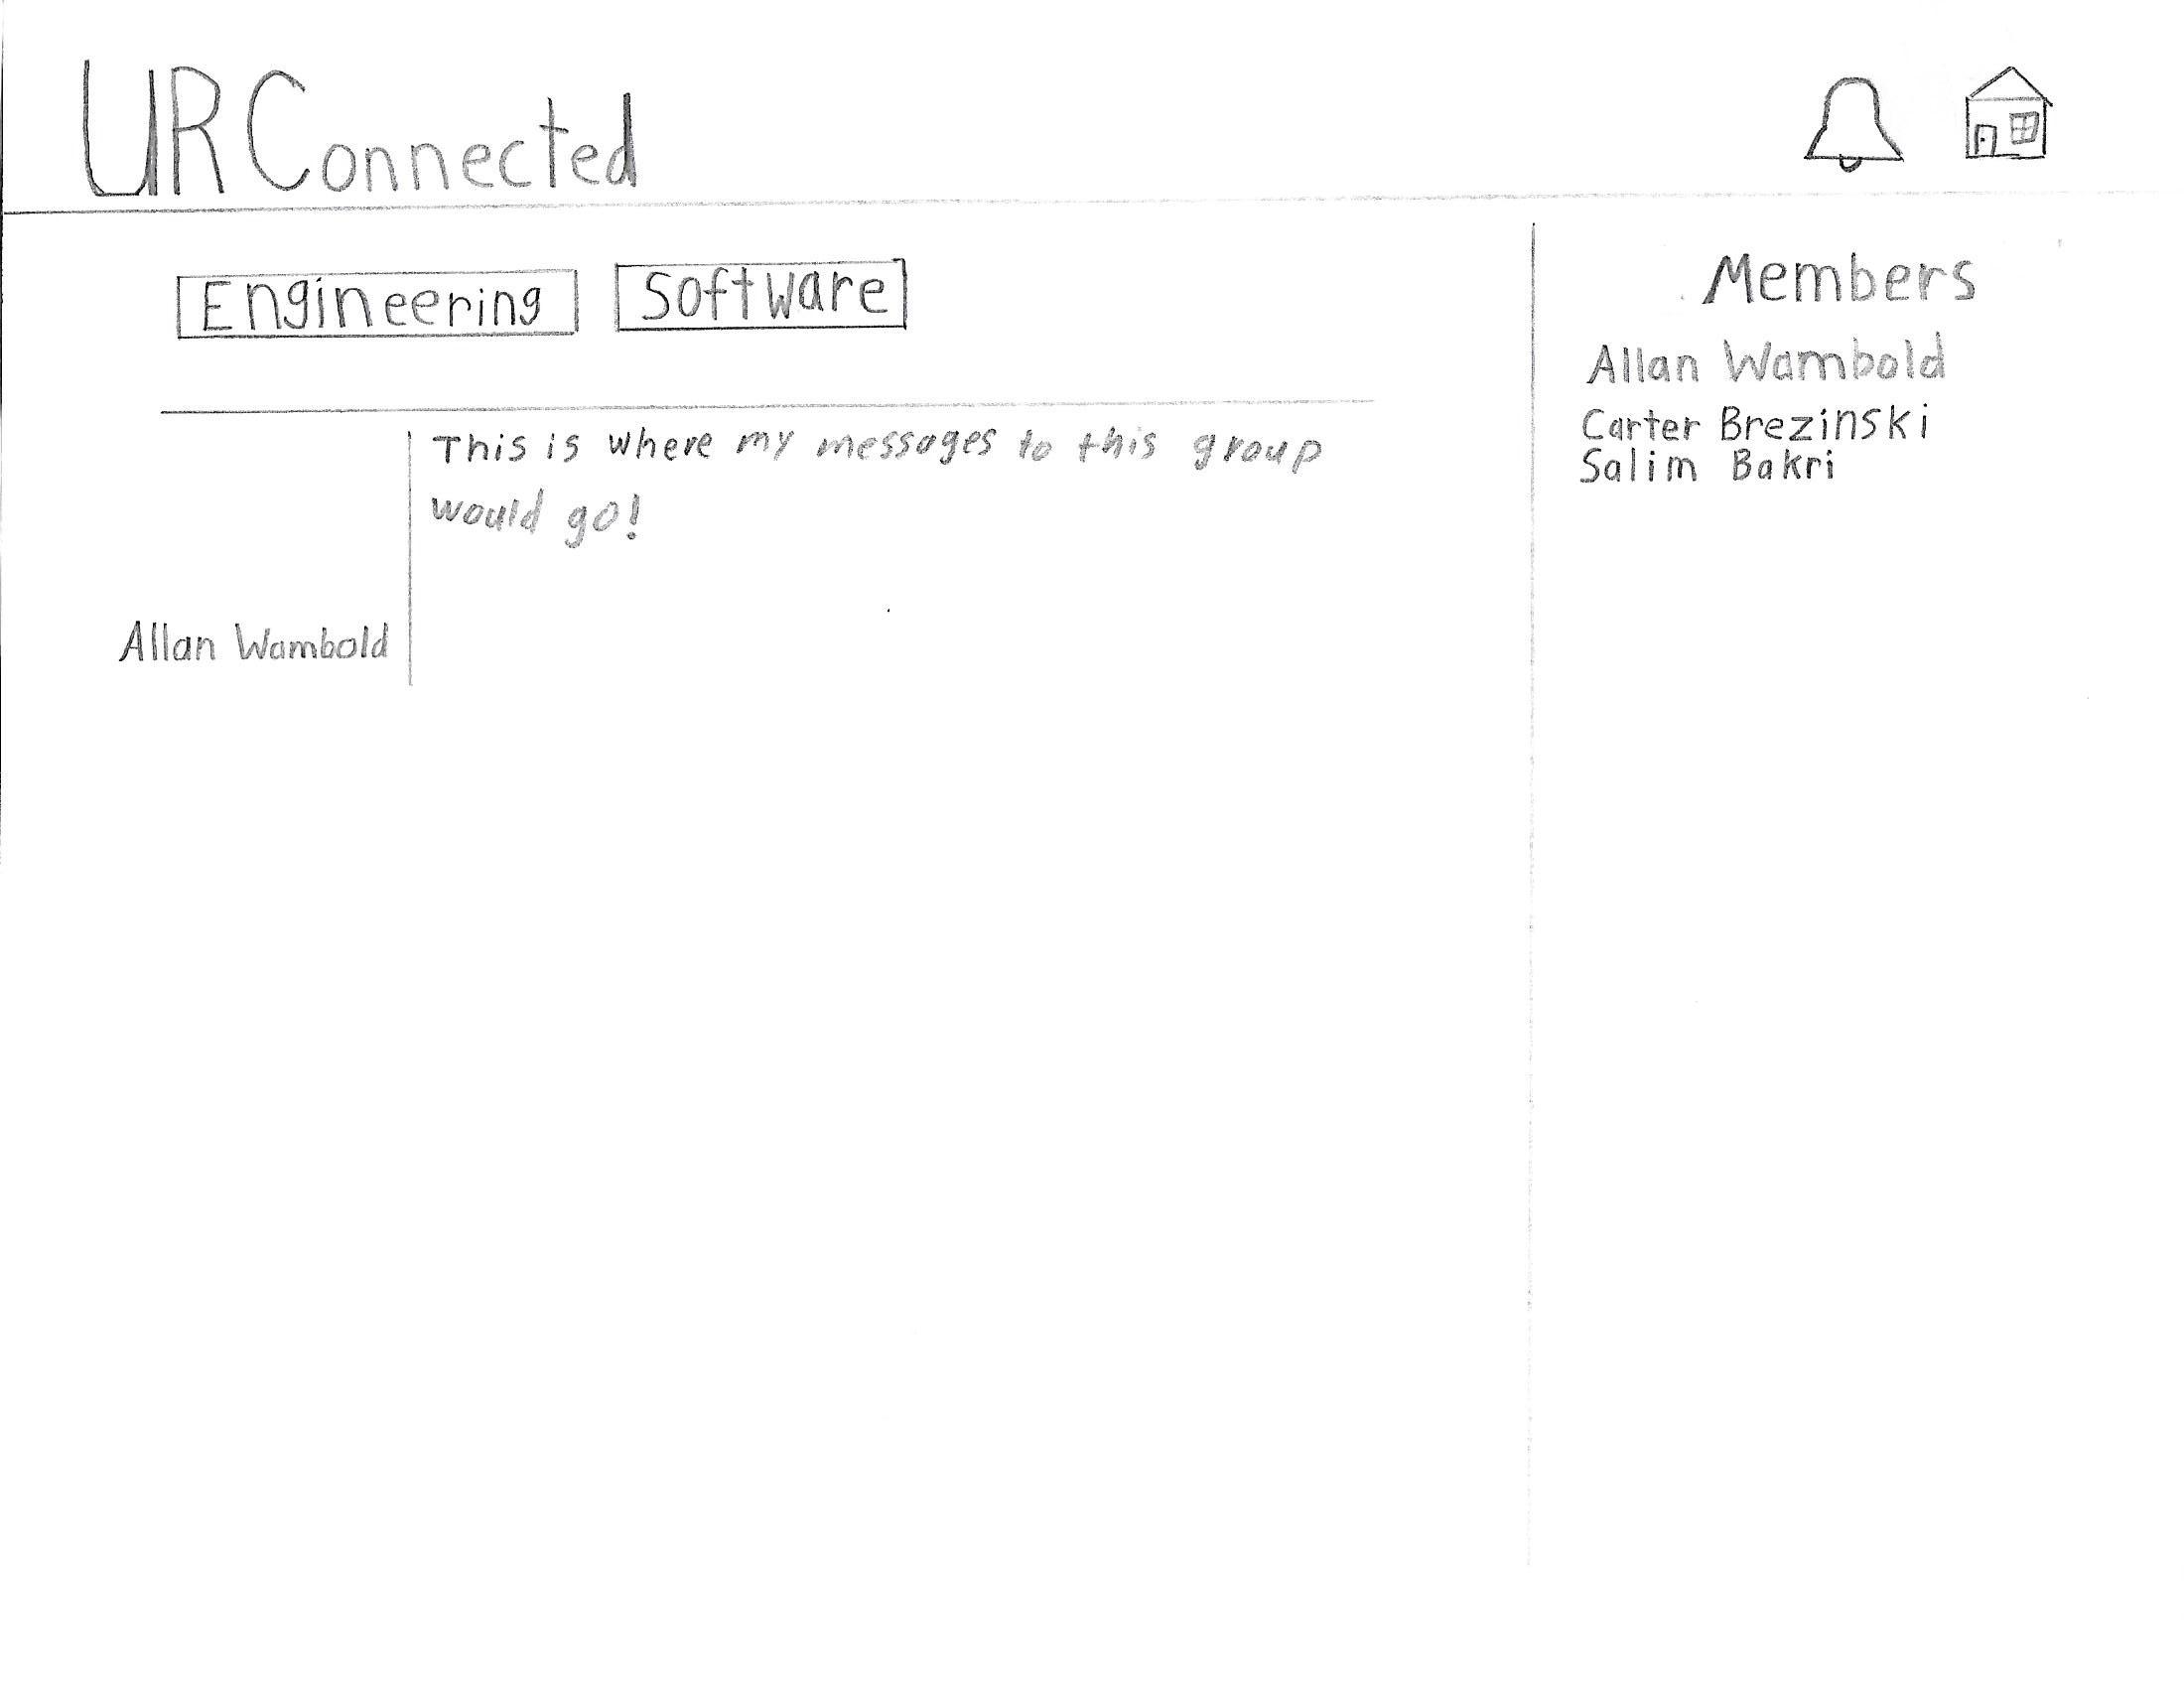 URConnected
Engineering
Software
This is where my messages to this group
would go!
Allan Wambold
Members
Allan Wambold
Carter Brezinski
Salim Bakri